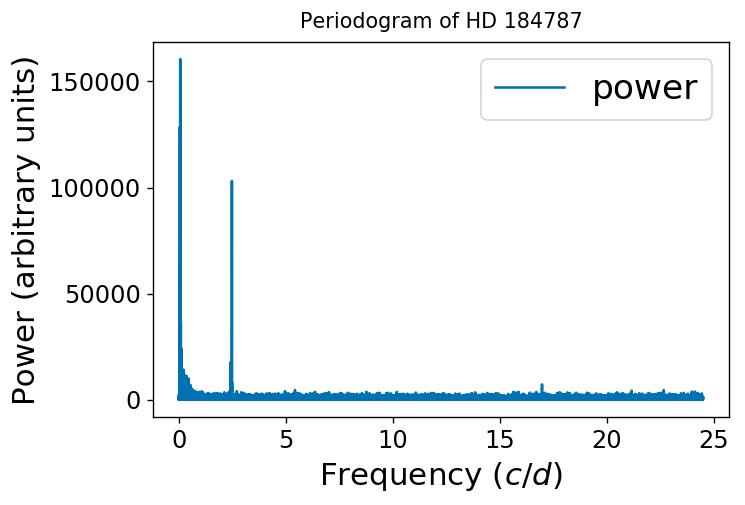 Periodogram of HD 184787
power
Power (arbitrary units)
150000
100000
50000
0
0 5 10 15 20 25
Frequency (c/d)